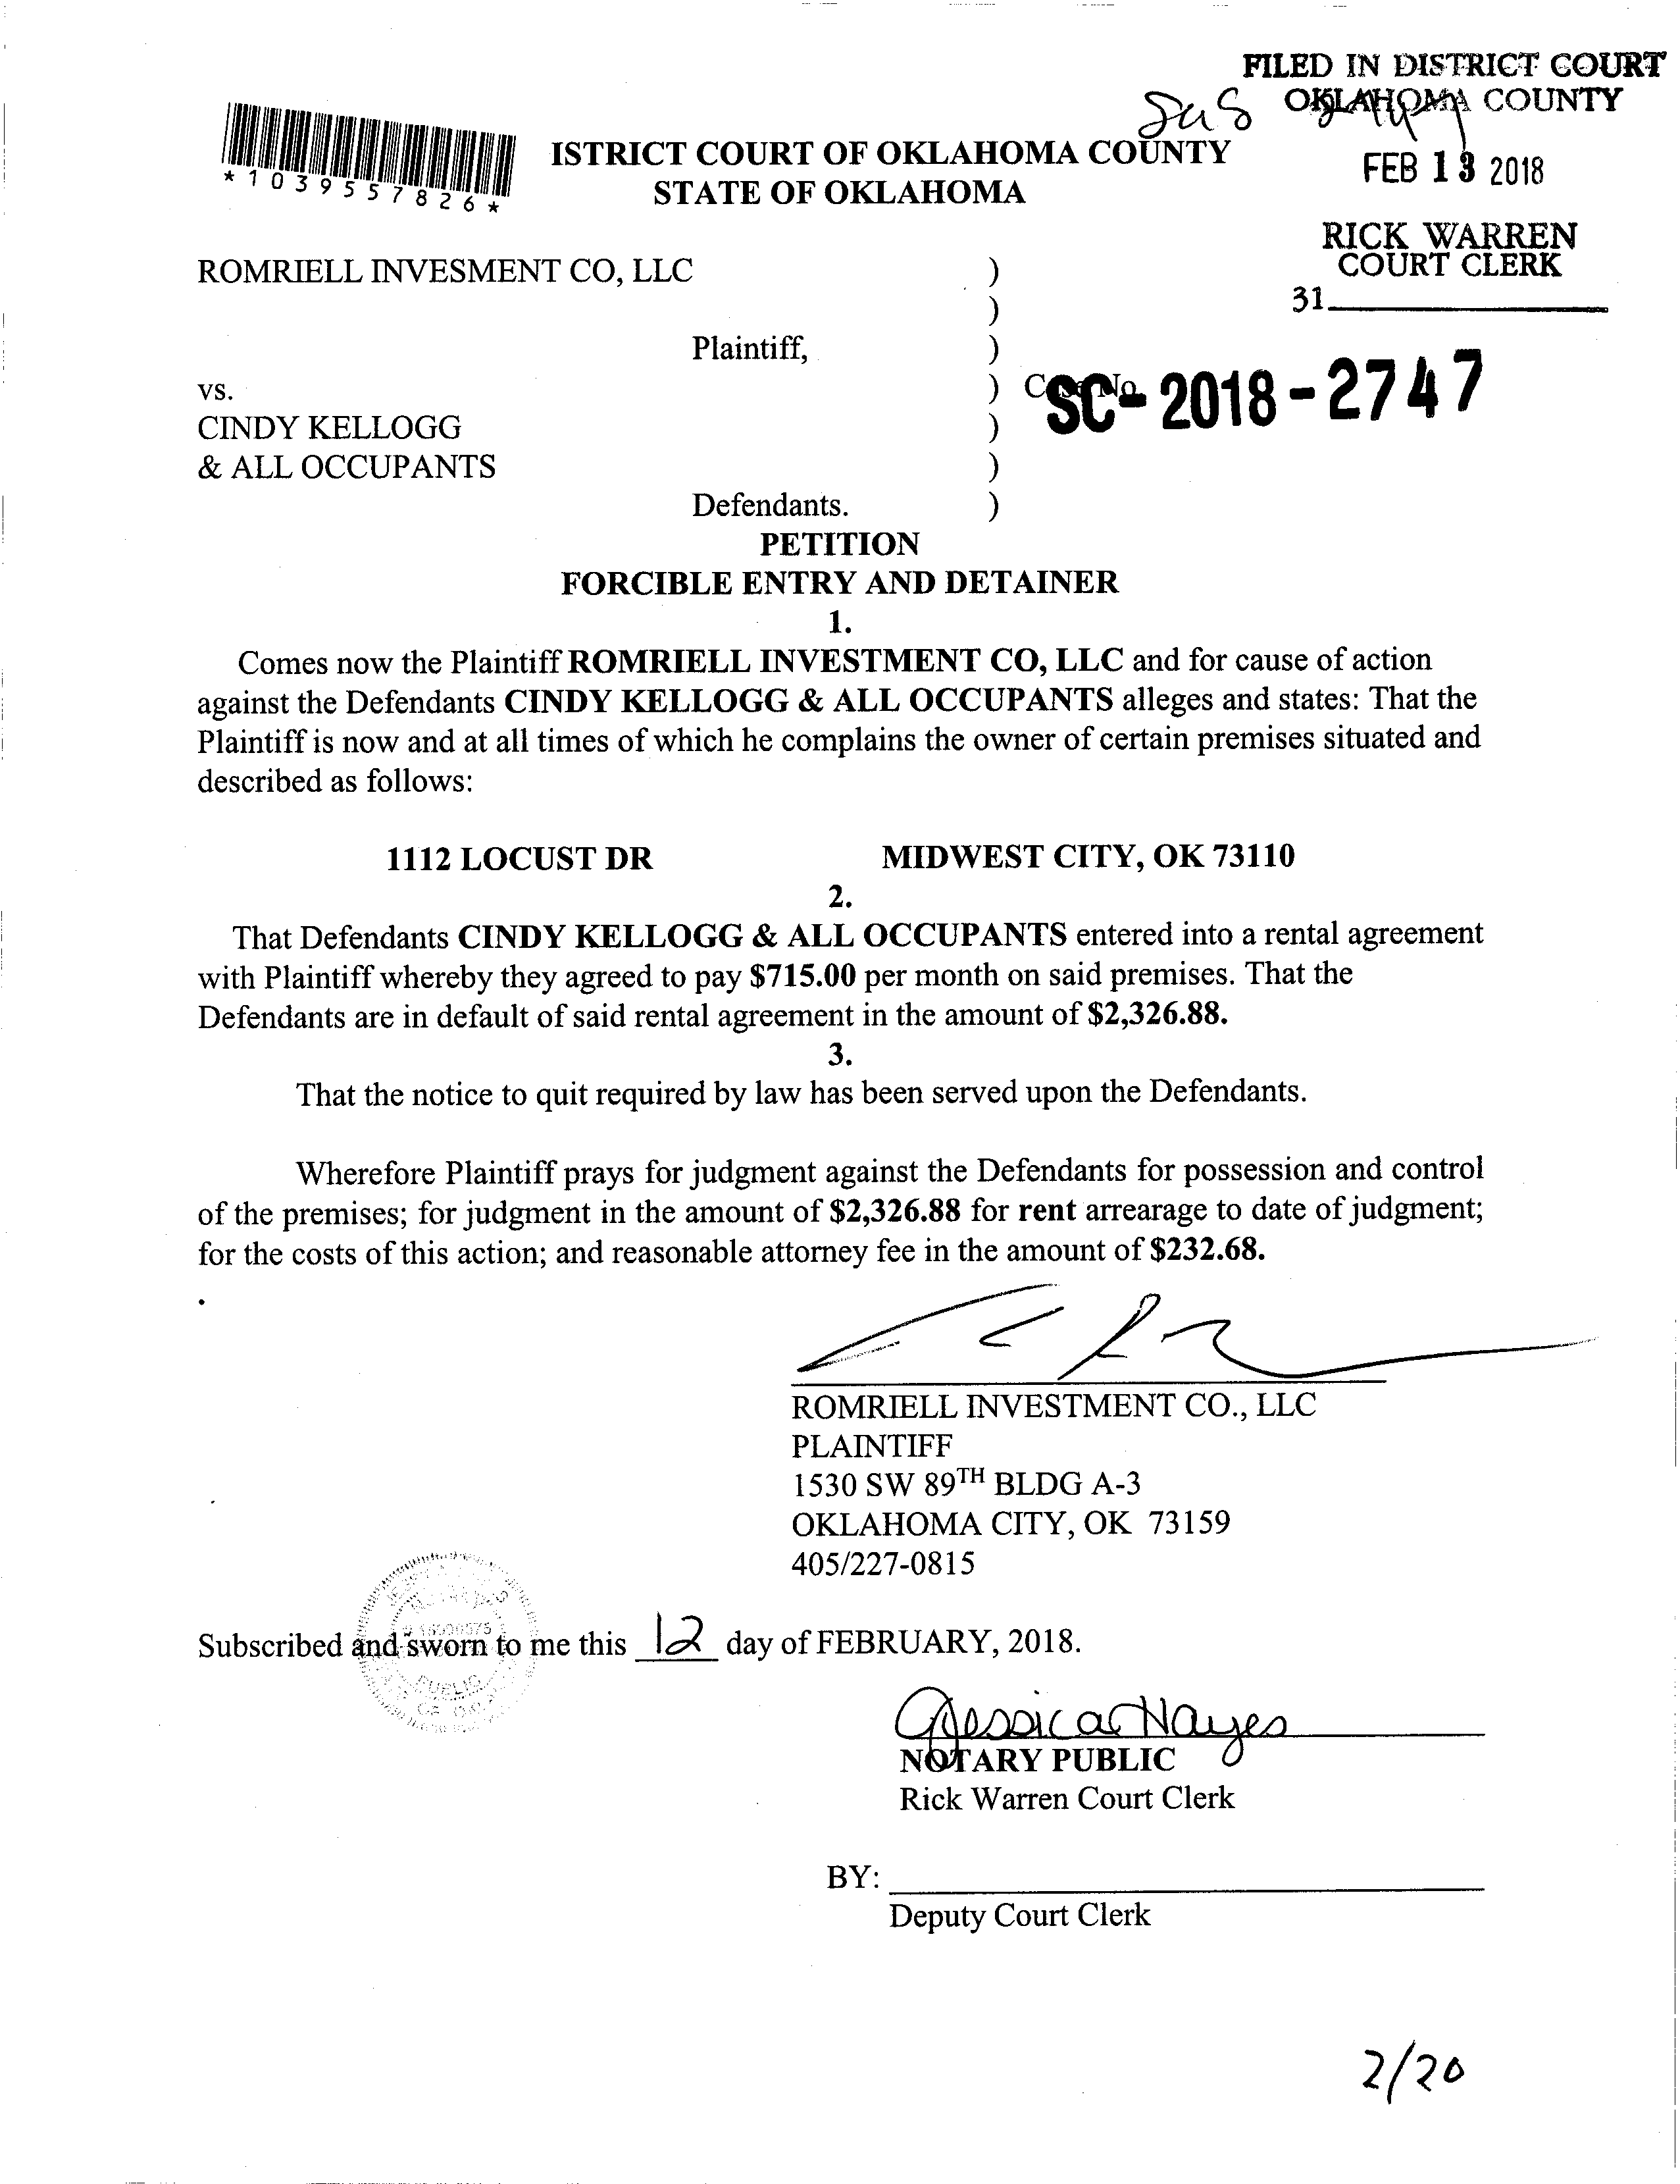 FILED IN DISTRICT COURT
OKLAHOMA COUNTY
FEB 13 2018
RICK WARREN
COURT CLERK
31
*1039557826*
ISTRICT COURT OF OKLAHOMA COUNTY
STATE OF OKLAHOMA
ROMRIELL INVESMENT CO, LLC )
)
Plaintiff, )
vs. ) Case No. SC-2018-2747
CINDY KELLOGG )
& ALL OCCUPANTS )
Defendants. )
PETITION
FORCIBLE ENTRY AND DETAINER
1.
Comes now the Plaintiff ROMRIELL INVESTMENT CO, LLC and for cause of action
against the Defendants CINDY KELLOGG & ALL OCCUPANTS alleges and states: That the
Plaintiff is now and at all times of which he complains the owner of certain premises situated and
described as follows:
1112 LOCUST DR MIDWEST CITY, OK 73110
2.
That Defendants CINDY KELLOGG & ALL OCCUPANTS entered into a rental agreement
with Plaintiff whereby they agreed to pay $715.00 per month on said premises. That the
Defendants are in default of said rental agreement in the amount of $2,326.88.
3.
That the notice to quit required by law has been served upon the Defendants.
Wherefore Plaintiff prays for judgment against the Defendants for possession and control
of the premises; for judgment in the amount of $2,326.88 for rent arrearage to date of judgment;
for the costs of this action; and reasonable attorney fee in the amount of $232.68.
ROMRIELL INVESTMENT CO., LLC
PLAINTIFF
1530 SW 89TH BLDG A-3
OKLAHOMA CITY, OK 73159
405/227-0815
Subscribed and sworn to me this 12 day of FEBRUARY, 2018.
PUBLIC
Jessica Hayes
NOTARY PUBLIC
Rick Warren Court Clerk
BY:
Deputy Court Clerk
2/20